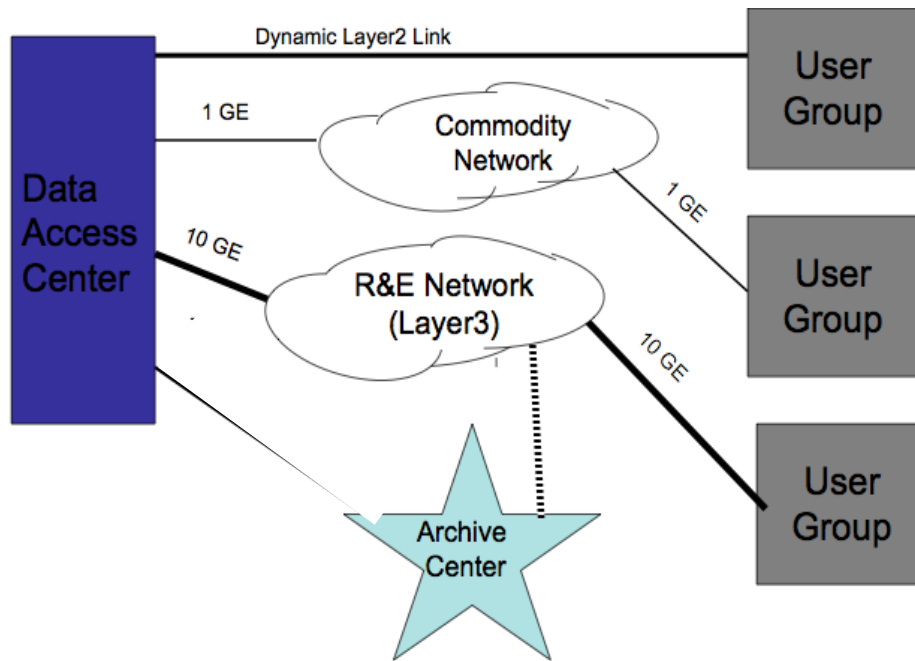 Dynamic Layer2 Link
User
Group
1 GE
Commodity
Network
Data
Access
Center
1 GE
10 GE
R&E Network
(Layer3)
User
Group
10 GE
User
Group
Archive
Center